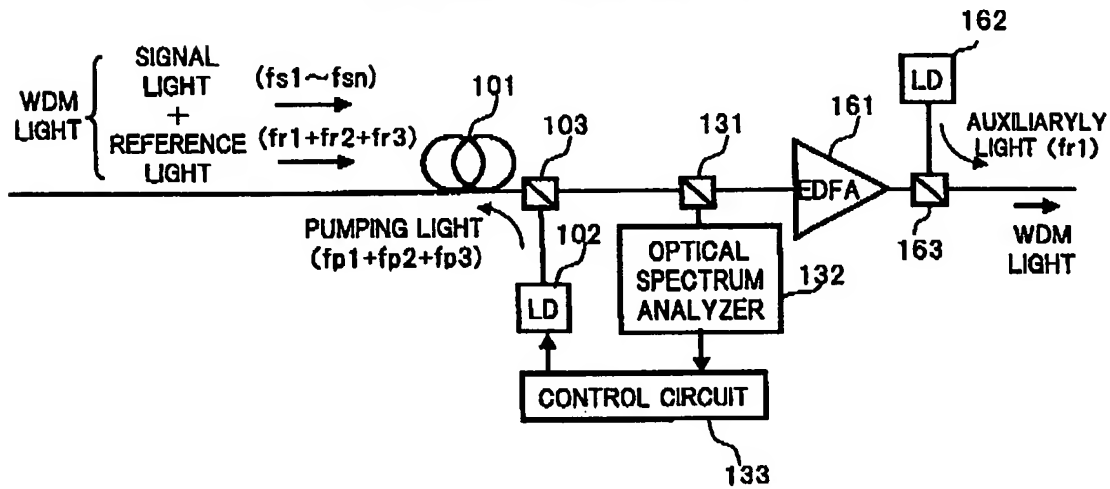 162
LD
WDM
LIGHT
SIGNAL
LIGHT
+
REFERENCE
LIGHT
(fs1~fsn)
(fr1+fr2+fr3)
101
103
131
161
EDFA
AUXILIARYLY
LIGHT (fr1)
163
WDM
LIGHT
PUMPING LIGHT
(fp1+fp2+fp3)
102
LD
OPTICAL
SPECTRUM
ANALYZER
132
CONTROL CIRCUIT
133